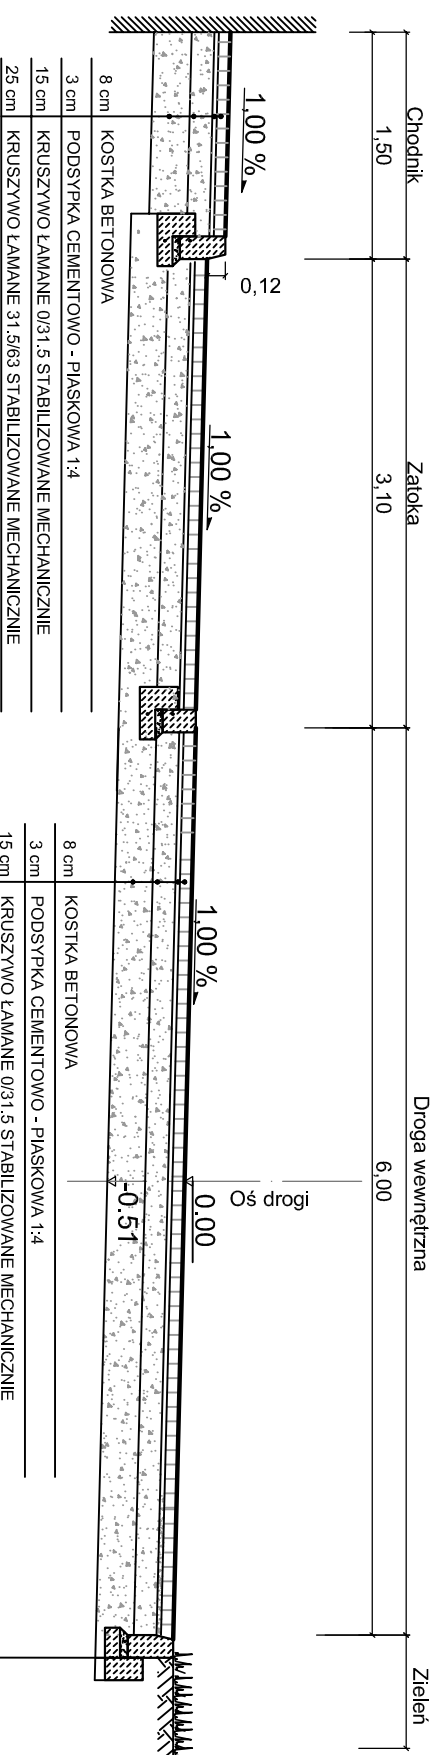 Chodnik
Zatoka
Droga wewnętrzna
Zieleń
1,50
3,10
6,00
0,12
1,00 %
1,00 %
1,00 %
Oś drogi
0.00
-0.51
8 cm KOSTKA BETONOWA
3 cm PODSYPKA CEMENTOWO - PIASKOWA 1:4
15 cm KRUSZYWO ŁAMANE 0/31.5 STABILIZOWANE MECHANICZNIE
25 cm KRUSZYWO ŁAMANE 31.5/63 STABILIZOWANE MECHANICZNIE
8 cm KOSTKA BETONOWA
3 cm PODSYPKA CEMENTOWO - PIASKOWA 1:4
15 cm KRUSZYWO ŁAMANE 0/31.5 STABILIZOWANE MECHANICZNIE